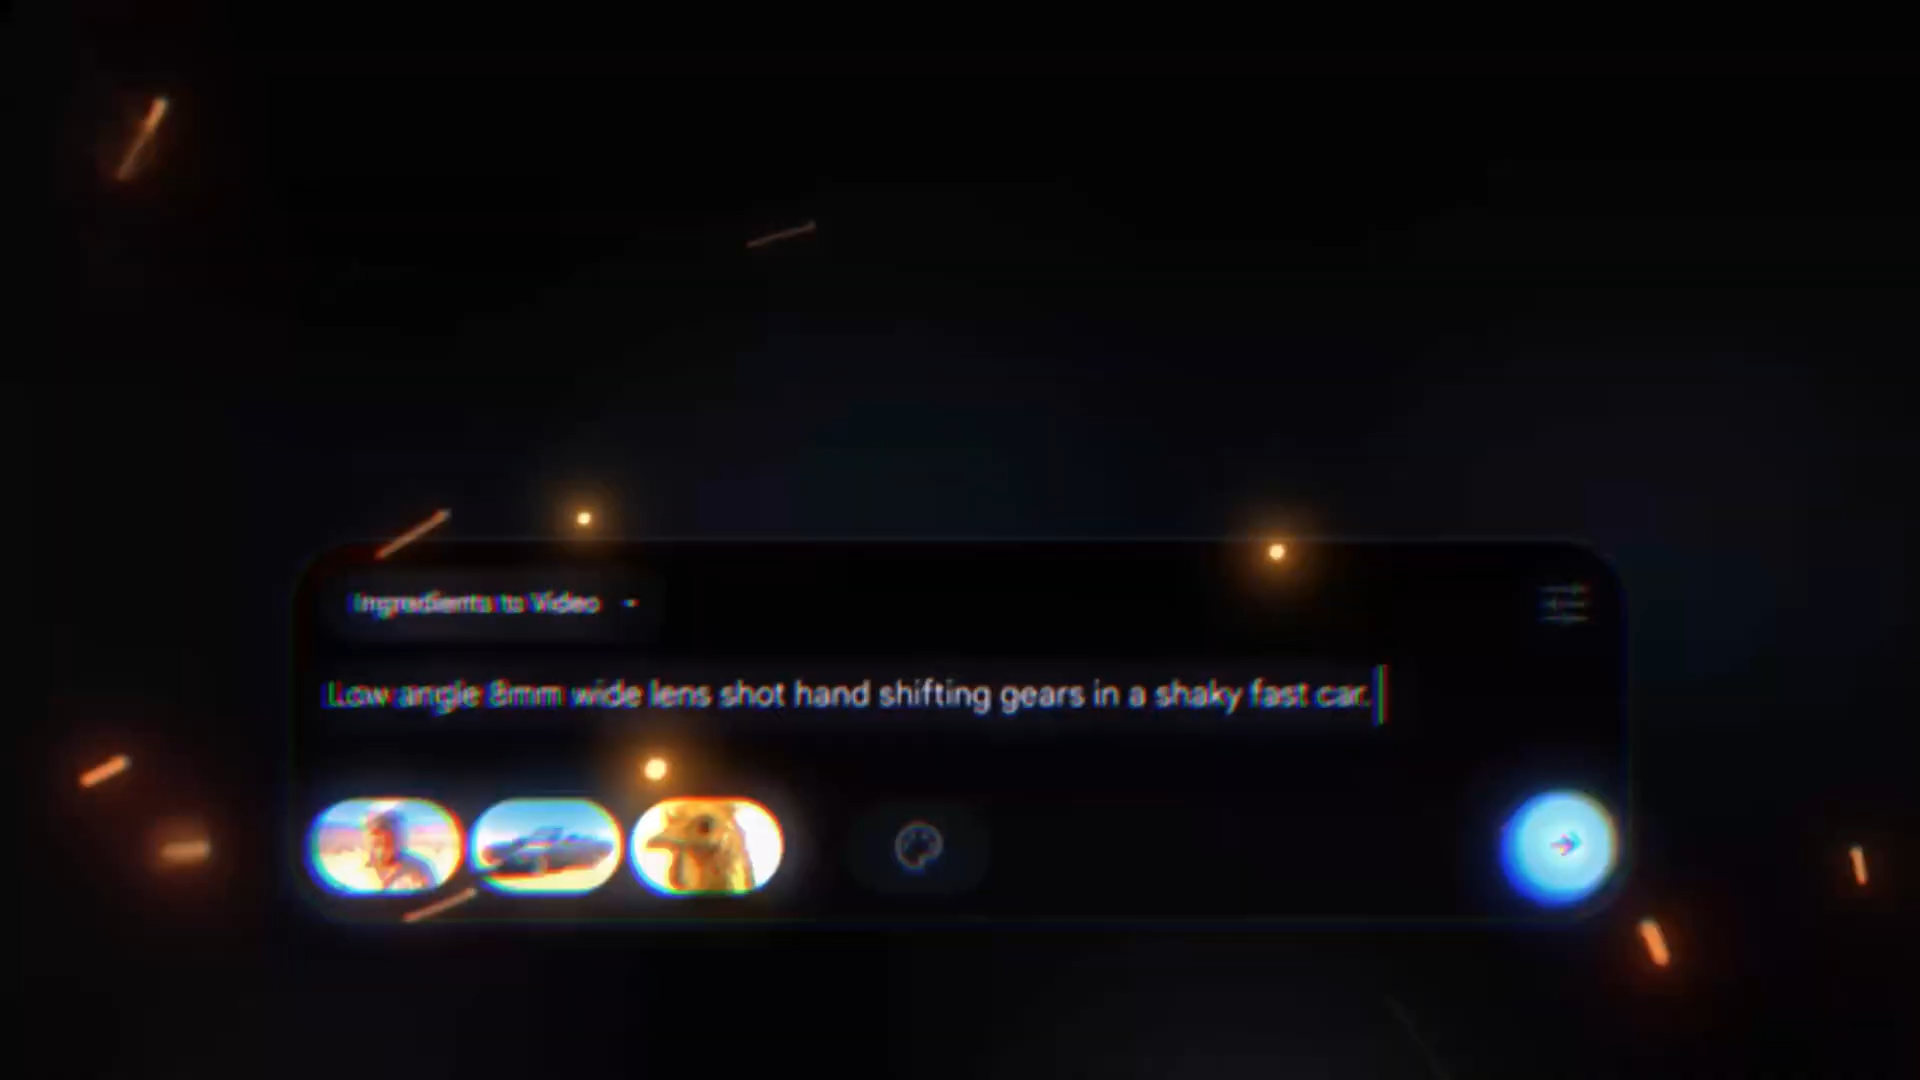 Ingredients to Video
Low angle 8mm wide lens shot hand shifting gears in a shaky fast car.